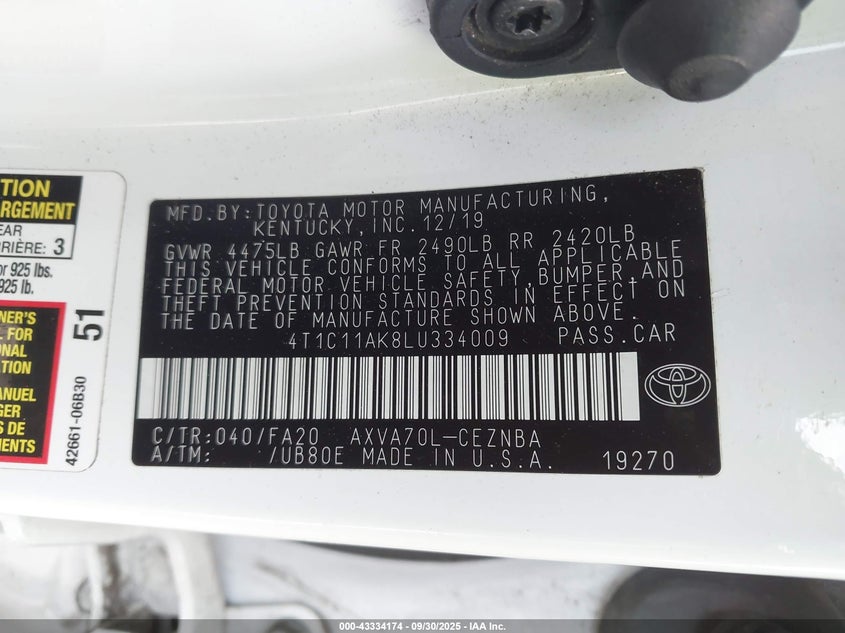 TION
RGEMENT
EAR
RIÈRE: 3
or 925 lbs.
925 lb.
NER'S
L FOR
ONAL
TION
ANUEL
GER
S DE
TION
51
42661-06B30
MFD. BY: TOYOTA MOTOR MANUFACTURING,
KENTUCKY, INC. 12/19
GVWR 4475LB GAWR FR 2490LB RR 2420LB
THIS VEHICLE CONFORMS TO ALL APPLICABLE
FEDERAL MOTOR VEHICLE SAFETY, BUMPER, AND
THEFT PREVENTION STANDARDS IN EFFECT ON
THE DATE OF MANUFACTURE SHOWN ABOVE.
4T1C11AK8LU334009 PASS. CAR
C/TR: 040/FA20 AXVA70L-CEZNBA
A/TM: /UB80E MADE IN U.S.A. 19270
000-43334174 - 09/30/2025 - IAA Inc.